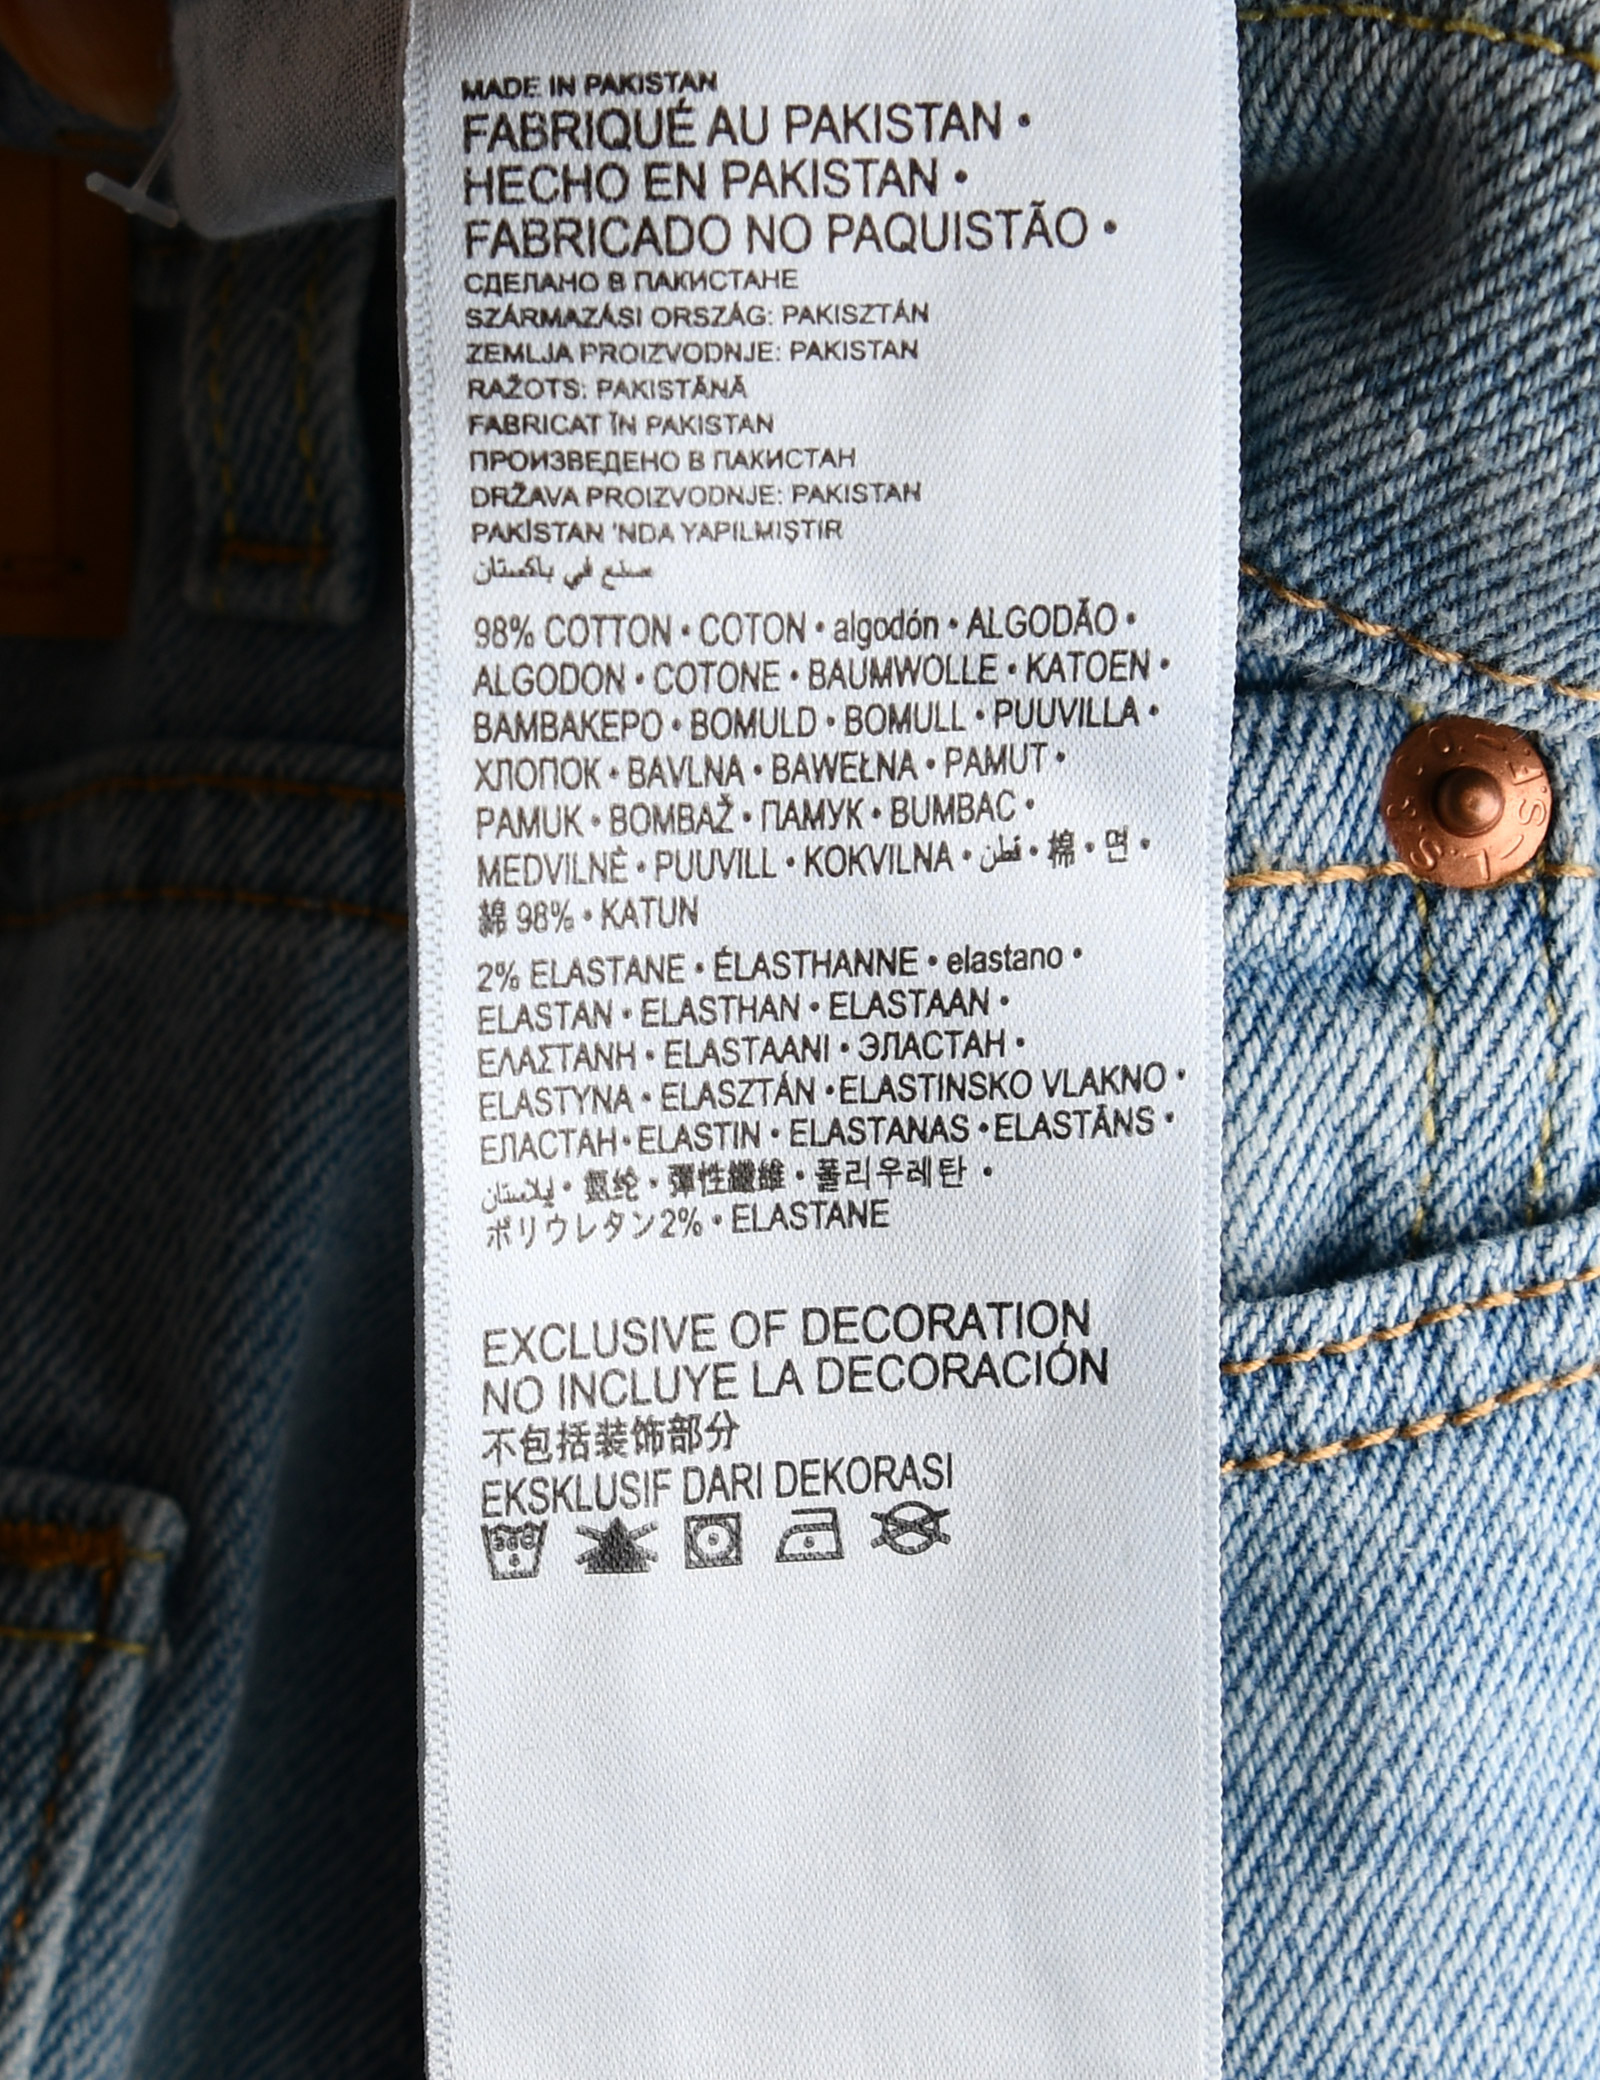 MADE IN PAKISTAN
FABRIQUÉ AU PAKISTAN •
HECHO EN PAKISTAN •
FABRICADO NO PAQUISTÃO •
СДЕЛАНО В ПАКИСТАНЕ
SZÁRMAZÁSI ORSZÁG: PAKISZTÁN
ZEMLJA PROIZVODNJE: PAKISTAN
RAŽOTS: PAKISTĀNĀ
FABRICAT ÎN PAKISTAN
ПРОИЗВЕДЕНО В ПАКИСТАН
DRŽAVA PROIZVODNJE: PAKISTAN
PAKİSTAN 'NDA YAPILMIŞTIR
صنع في باكستان
98% COTTON • COTON • algodón • ALGODÃO •
ALGODON • COTONE • BAUMWOLLE • KATOEN •
BAMBAKEPO • BOMULD • BOMULL • PUUVILLA •
ХЛОПОК • BAVLNA • BAWEŁNA • PAMUT •
PAMUK • BOMBAŽ • ПАМУК • BUMBAC •
MEDVILNĖ • PUUVILL • KOKVILNA • قطن • 棉 • 면 •
綿 98% • KATUN
2% ELASTANE • ÉLASTHANNE • elastano •
ELASTAN • ELASTHAN • ELASTAAN •
ΕΛΑΣΤΑΝΗ • ELASTAANI • ЭЛАСТАН •
ELASTYNA • ELASZTÁN •ELASTINSKO VLAKNO •
ЕЛАСТАН•ELASTIN • ELASTANAS •ELASTĀNS •
• 氨纶 • 彈性纖維 • 폴리우레탄 •
ポリウレタン2% • ELASTANE
EXCLUSIVE OF DECORATION
NO INCLUYE LA DECORACIÓN
不包括装饰部分
EKSKLUSIF DARI DEKORASI